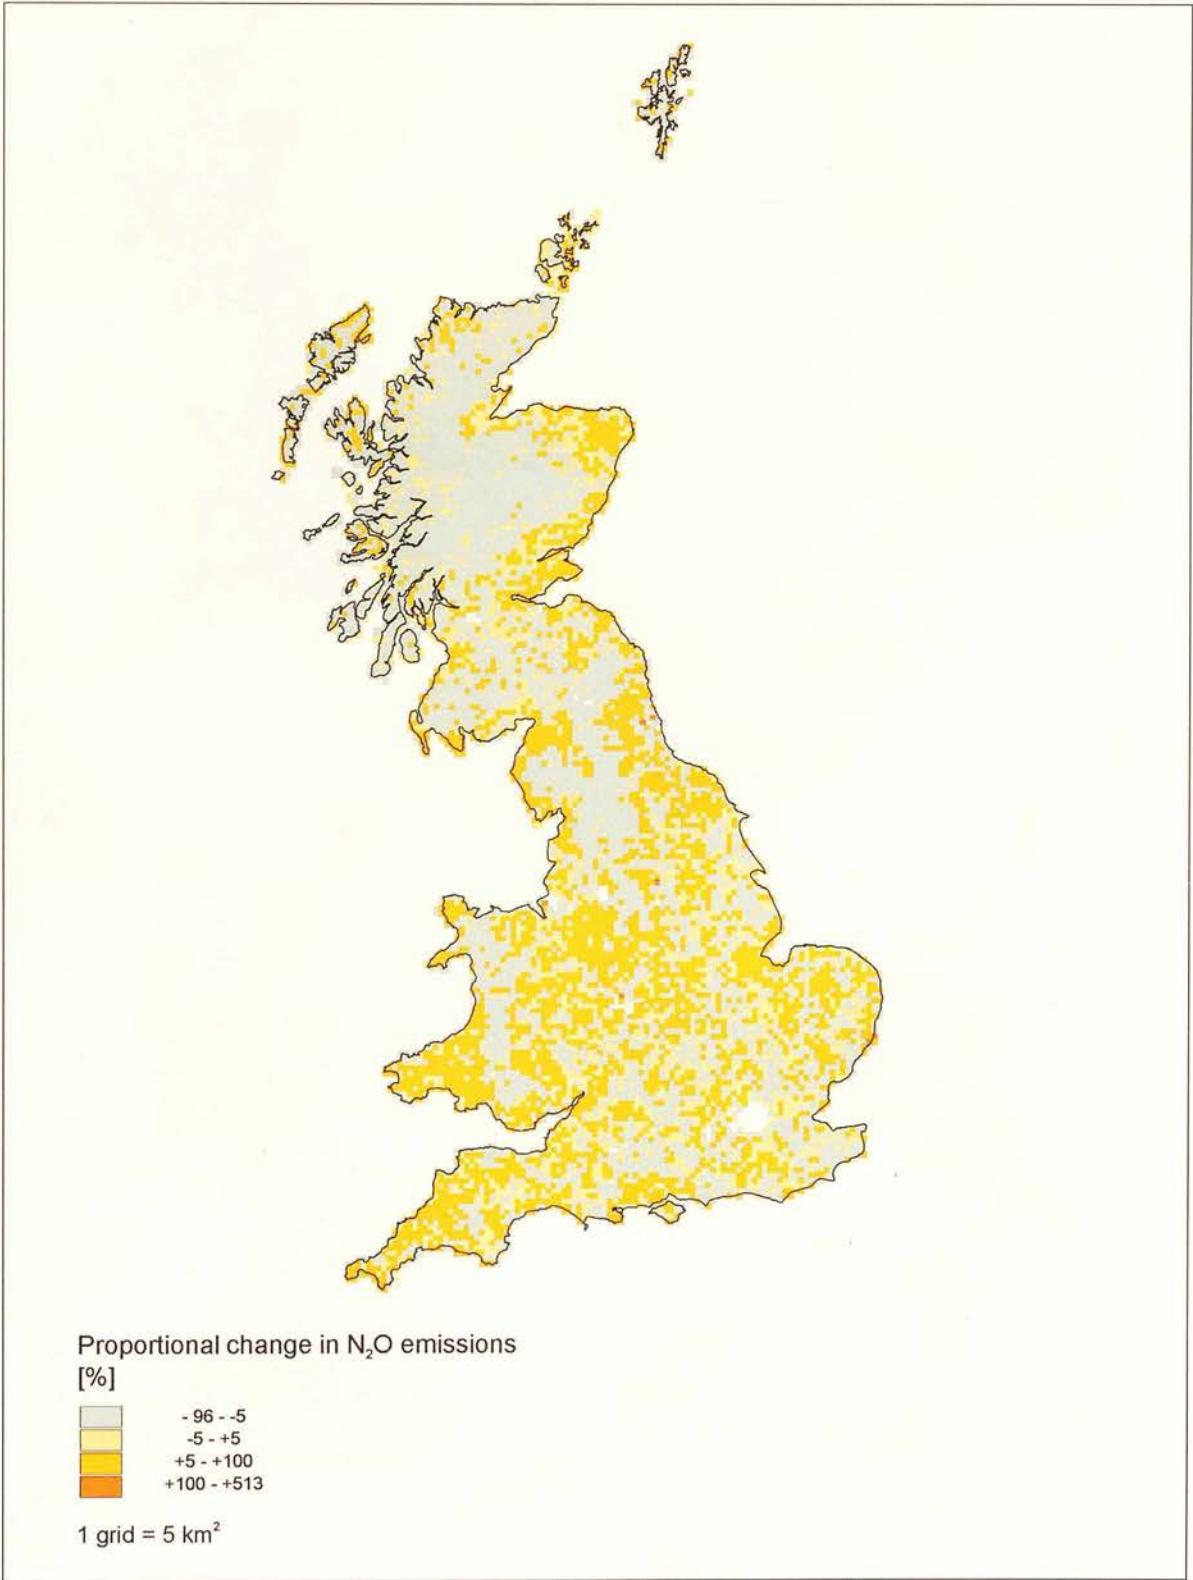 Proportional change in N₂O emissions
[%]
- 96 - -5
-5 - +5
+5 - +100
+100 - +513
1 grid = 5 km²